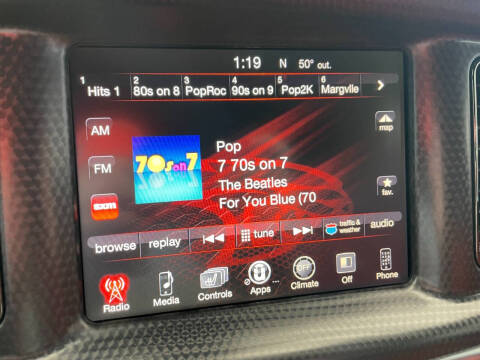 1:19 N 50° out.
1 Hits 1 2 80s on 8 3 PopRoc 4 90s on 9 5 Pop2K 6 Margvlle
AM
map
Pop
70s on 7
7 70s on 7
FM
The Beatles
fav.
For You Blue (70
sxm
browse replay tune traffic & weather audio
Radio Media Controls Apps ... OFF Climate Off Phone